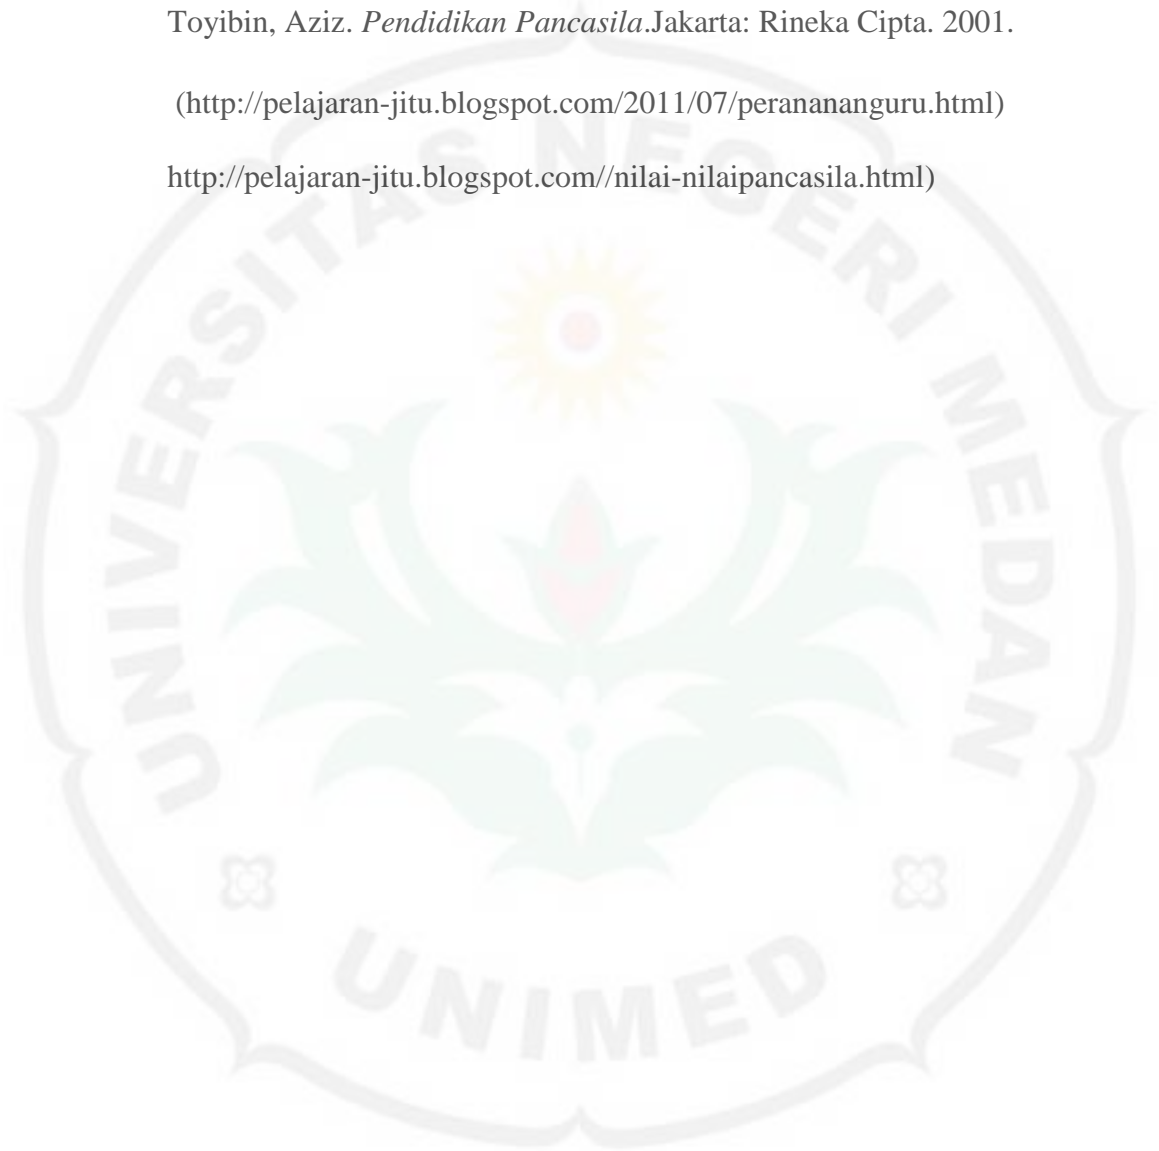 Toyibin, Aziz. Pendidikan Pancasila.Jakarta: Rineka Cipta. 2001.
(http://pelajaran-jitu.blogspot.com/2011/07/peranananguru.html)
http://pelajaran-jitu.blogspot.com//nilai-nilaipancasila.html)
UNIVERSITAS NEGERI MEDAN
UNIMED